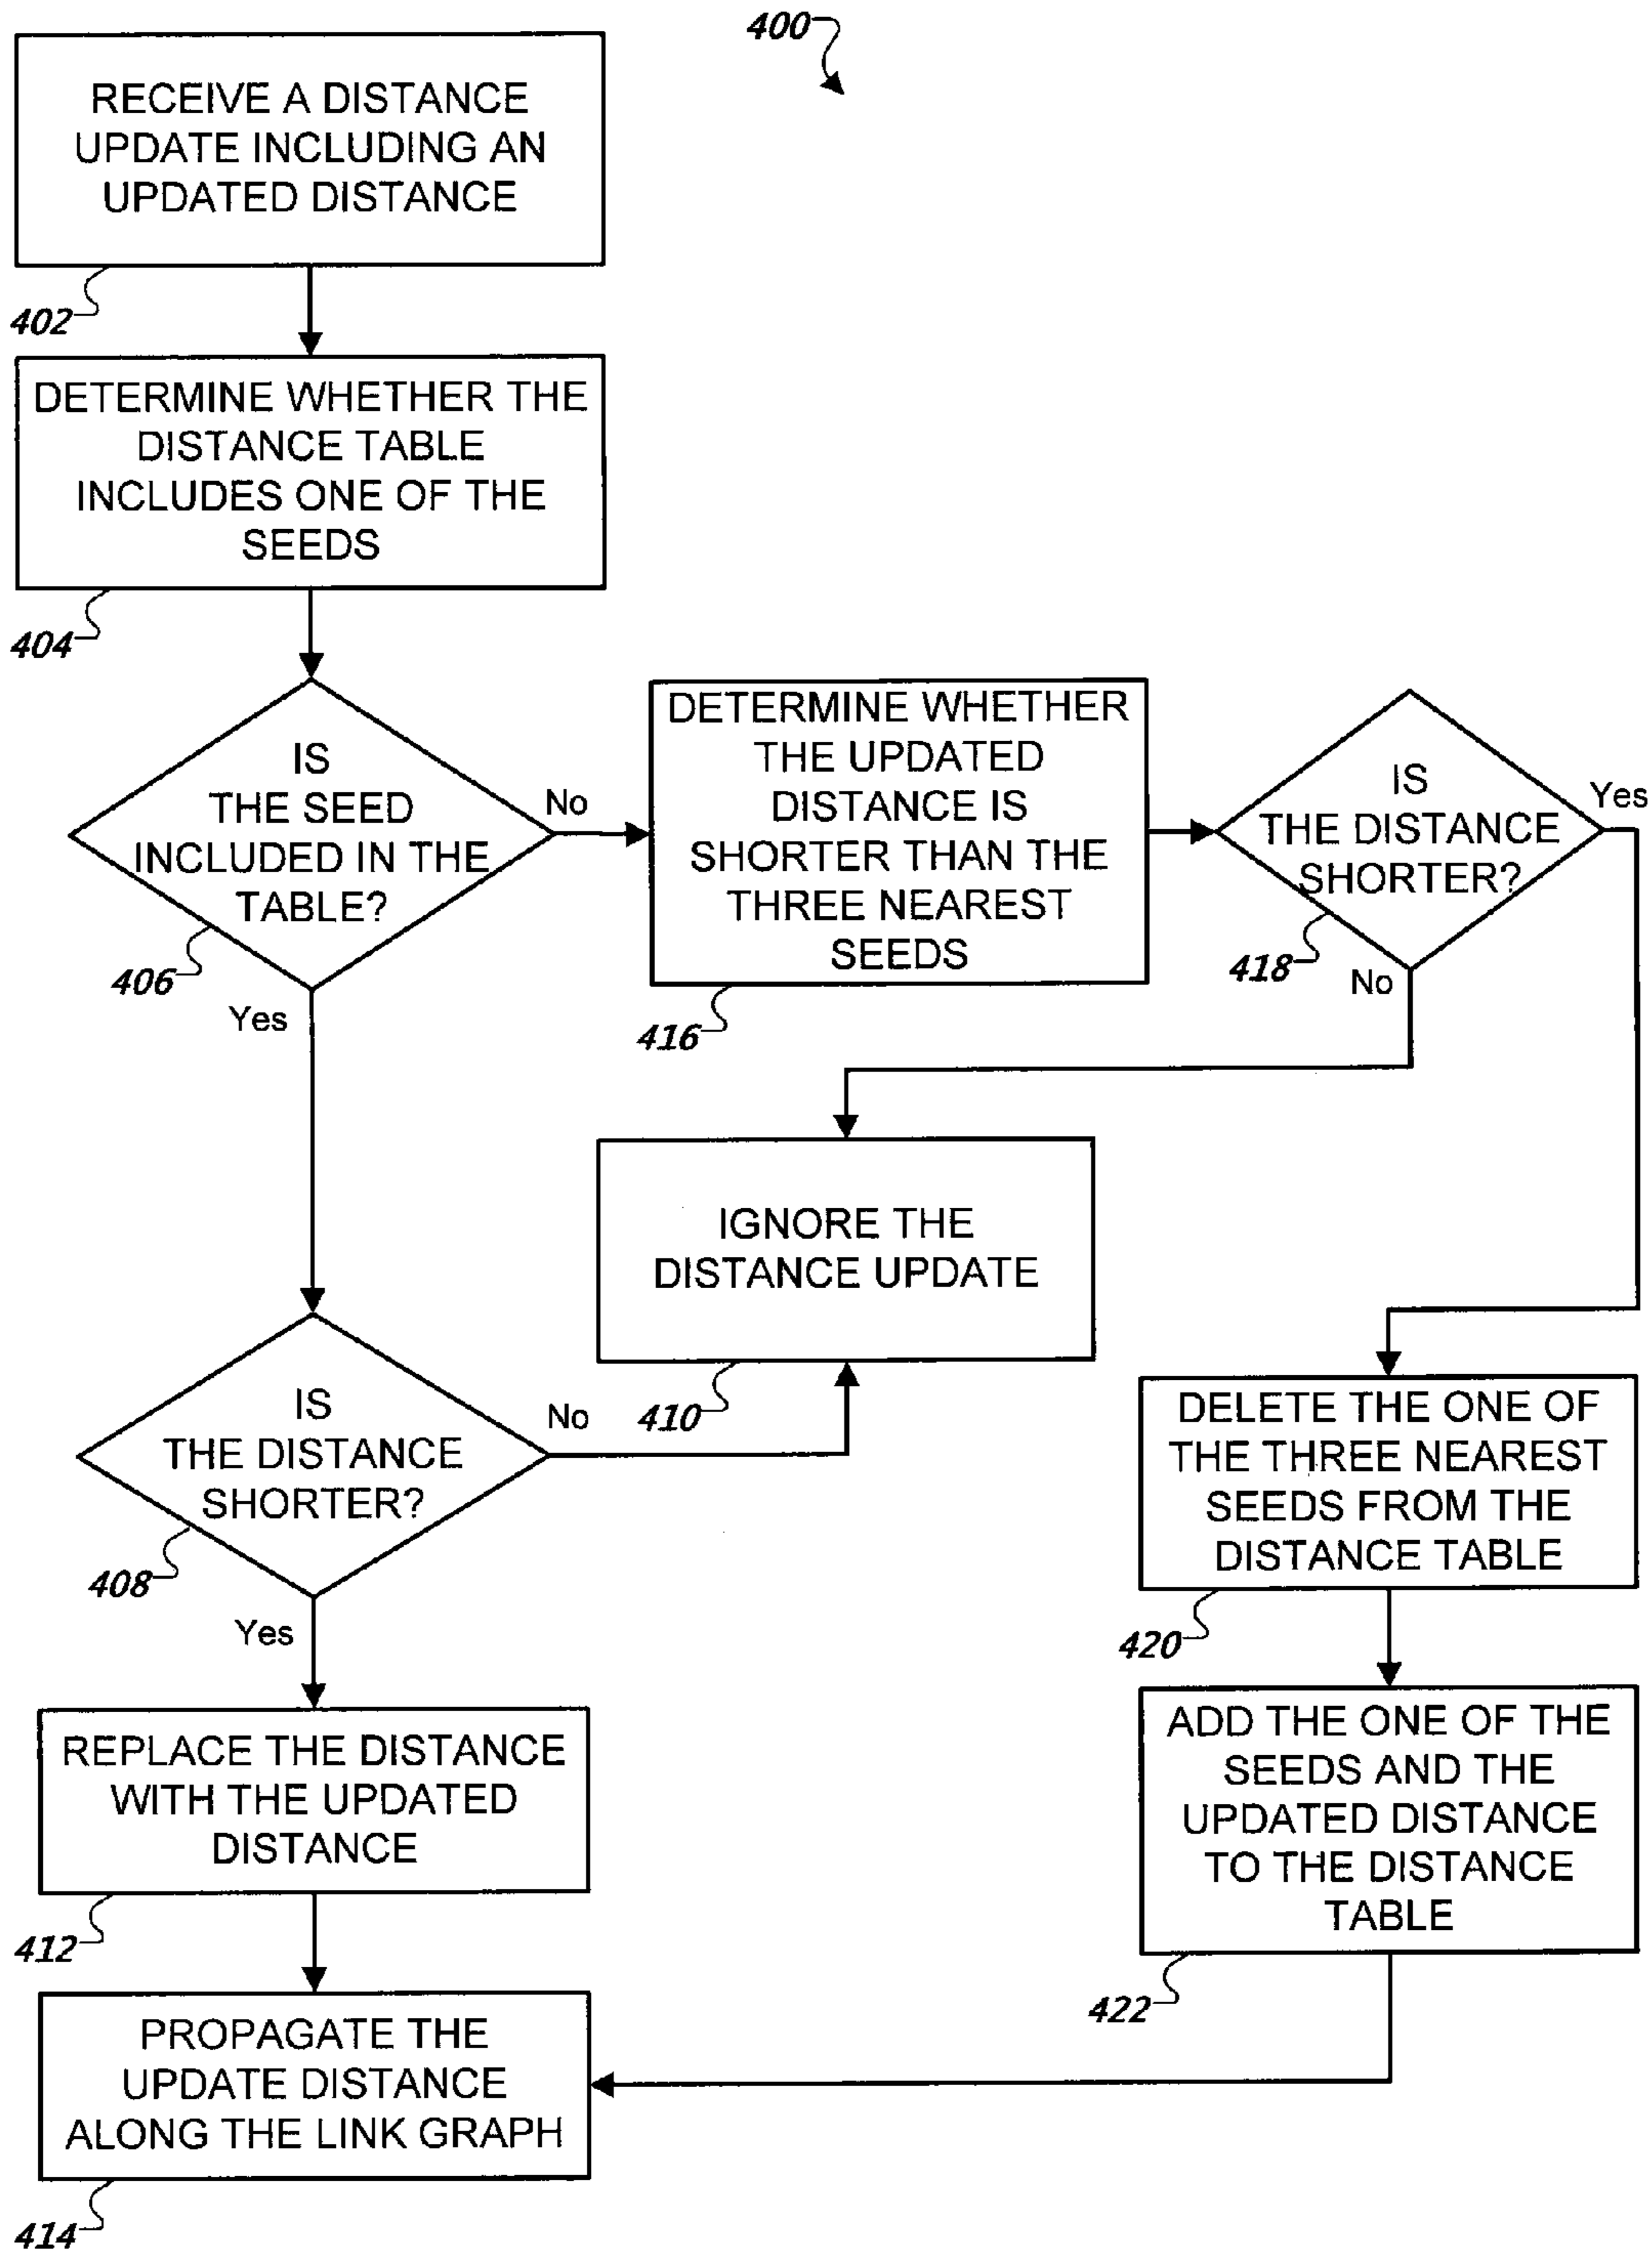 400
RECEIVE A DISTANCE
UPDATE INCLUDING AN
UPDATED DISTANCE
402
DETERMINE WHETHER THE
DISTANCE TABLE
INCLUDES ONE OF THE
SEEDS
404
IS
THE SEED
INCLUDED IN THE
TABLE?
406
No
Yes
DETERMINE WHETHER
THE UPDATED
DISTANCE IS
SHORTER THAN THE
THREE NEAREST
SEEDS
416
IS
THE DISTANCE
SHORTER?
418
Yes
No
IGNORE THE
DISTANCE UPDATE
410
IS
THE DISTANCE
SHORTER?
408
No
Yes
DELETE THE ONE OF
THE THREE NEAREST
SEEDS FROM THE
DISTANCE TABLE
420
REPLACE THE DISTANCE
WITH THE UPDATED
DISTANCE
412
ADD THE ONE OF THE
SEEDS AND THE
UPDATED DISTANCE
TO THE DISTANCE
TABLE
422
PROPAGATE THE
UPDATE DISTANCE
ALONG THE LINK GRAPH
414